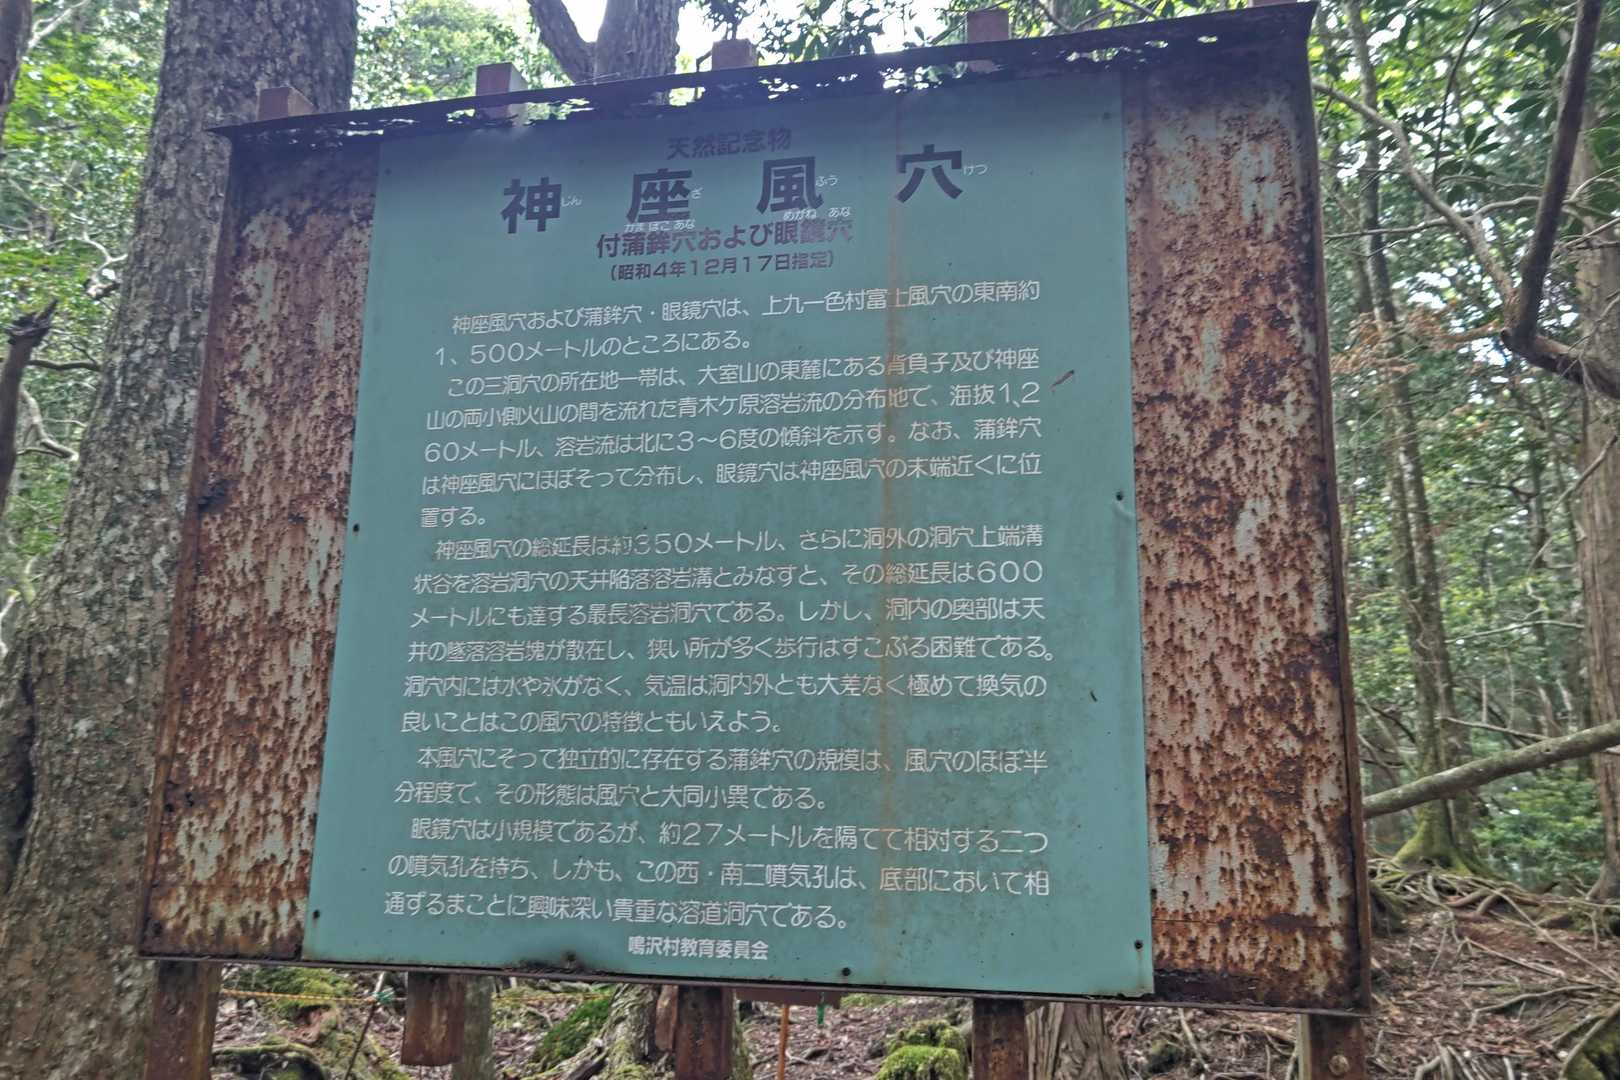 天然記念物
神座風穴
じん ざ ふう けつ
かま ぼこ あな めがね あな
付蒲鉾穴および眼鏡穴
(昭和4年12月17日指定)
神座風穴および蒲鉾穴・眼鏡穴は、上九一色村富士風穴の東南約
1、500メートルのところにある。
この三洞穴の所在地一帯は、大室山の東麓にある背負子及び神座
山の両小側火山の間を流れた青木ケ原溶岩流の分布地で、海抜1、2
60メートル、溶岩流は北に3〜6度の傾斜を示す。なお、蒲鉾穴
は神座風穴にほぼそって分布し、眼鏡穴は神座風穴の末端近くに位
置する。
神座風穴の総延長は約350メートル、さらに洞外の洞穴上端溝
状谷を溶岩洞穴の天井陥落溶岩溝とみなすと、その総延長は600
メートルにも達する最長溶岩洞穴である。しかし、洞内の奥部は天
井の墜落溶岩塊が散在し、狭い所が多く歩行はすこぶる困難である。
洞穴内には水や氷がなく、気温は洞内外とも大差なく極めて換気の
良いことはこの風穴の特徴ともいえよう。
本風穴にそって独立的に存在する蒲鉾穴の規模は、風穴のほぼ半
分程度で、その形態は風穴と大同小異である。
眼鏡穴は小規模であるが、約27メートルを隔てて相対する二つ
の噴気孔を持ち、しかも、この西・南二噴気孔は、底部において相
通ずるまことに興味深い貴重な溶道洞穴である。
鳴沢村教育委員会